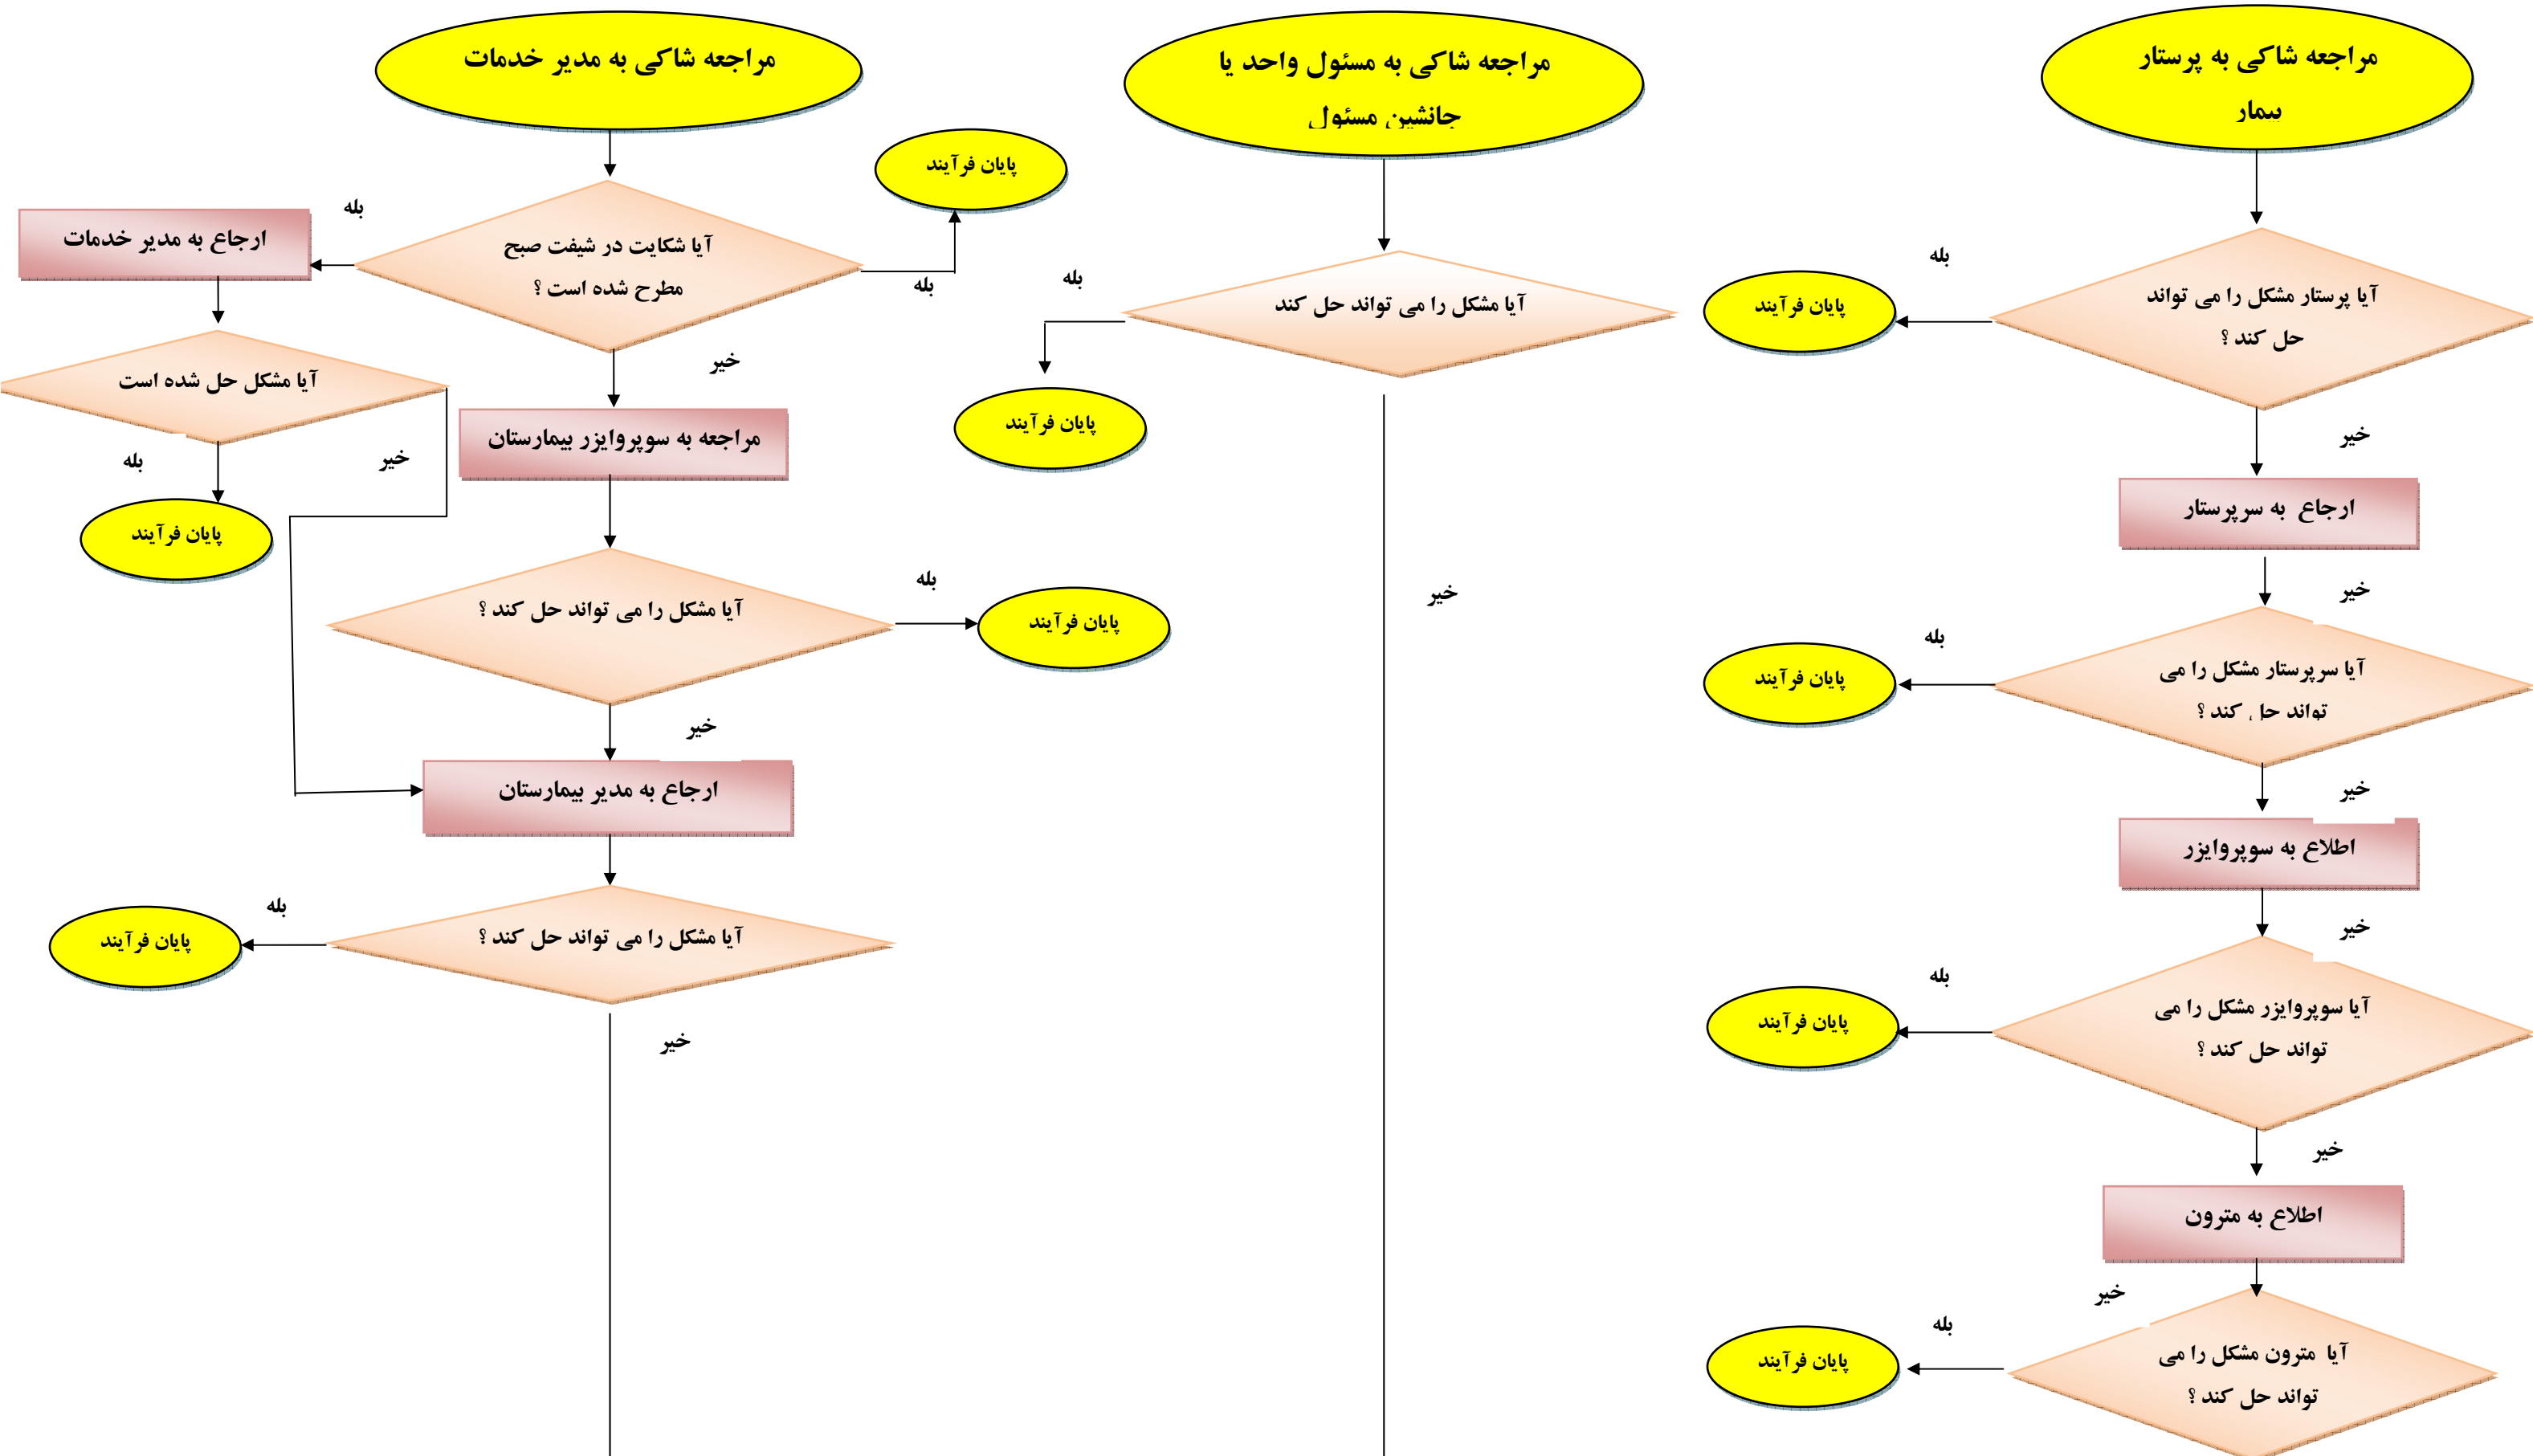 مراجعه شاکی به پرستار
بیمار
بله
آیا پرستار مشکل را می تواند
حل کند ؟
پایان فرآیند
خیر
ارجاع به سرپرستار
خیر
بله
آیا سرپرستار مشکل را می
تواند حل کند ؟
پایان فرآیند
خیر
اطلاع به سوپروایزر
خیر
بله
آیا سوپروایزر مشکل را می
تواند حل کند ؟
پایان فرآیند
خیر
اطلاع به مترون
خیر
بله
آیا مترون مشکل را می
تواند حل کند ؟
پایان فرآیند
مراجعه شاکی به مسئول واحد یا
جانشین مسئول
بله
آیا مشکل را می تواند حل کند
پایان فرآیند
خیر
مراجعه شاکی به مدیر خدمات
پایان فرآیند
بله
آیا شکایت در شیفت صبح
مطرح شده است ؟
بله
ارجاع به مدیر خدمات
خیر
آیا مشکل حل شده است
بله
خیر
پایان فرآیند
مراجعه به سوپروایزر بیمارستان
بله
آیا مشکل را می تواند حل کند ؟
پایان فرآیند
خیر
ارجاع به مدیر بیمارستان
بله
آیا مشکل را می تواند حل کند ؟
پایان فرآیند
خیر